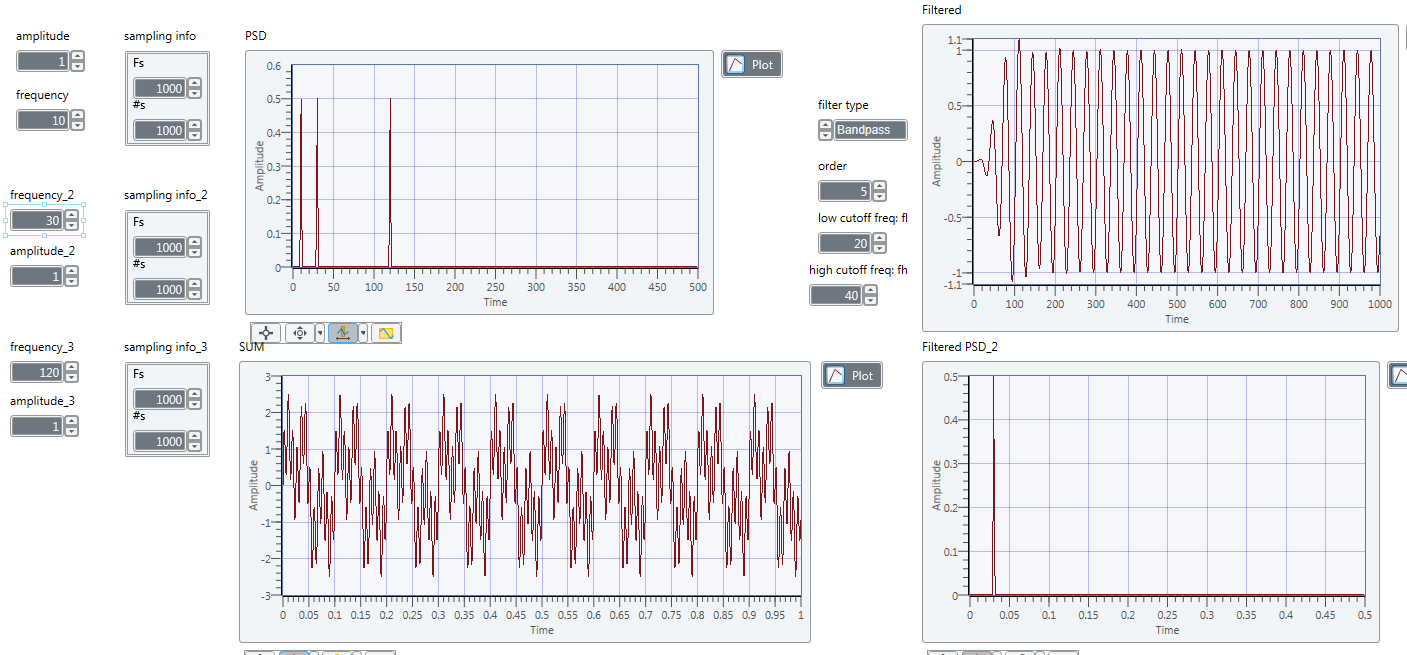 amplitude
1
frequency
10
sampling info
Fs
1000
#s
1000
frequency_2
30
amplitude_2
1
sampling info_2
Fs
1000
#s
1000
frequency_3
120
amplitude_3
1
sampling info_3
Fs
1000
#s
1000
PSD
Plot
Amplitude
0.6
0.5
0.4
0.3
0.2
0.1
0
0 50 100 150 200 250 300 350 400 450 500
Time
SUM
Plot
Amplitude
3
2
1
0
-1
-2
-3
0 0.05 0.1 0.15 0.2 0.25 0.3 0.35 0.4 0.45 0.5 0.55 0.6 0.65 0.7 0.75 0.8 0.85 0.9 0.95 1
Time
filter type
Bandpass
order
5
low cutoff freq: fl
20
high cutoff freq: fh
40
Filtered
Amplitude
1.1
1
0.5
0
-0.5
-1
-1.1
0 100 200 300 400 500 600 700 800 900 1000
Time
Filtered PSD_2
Amplitude
0.5
0.4
0.3
0.2
0.1
0
0 0.05 0.1 0.15 0.2 0.25 0.3 0.35 0.4 0.45 0.5
Time